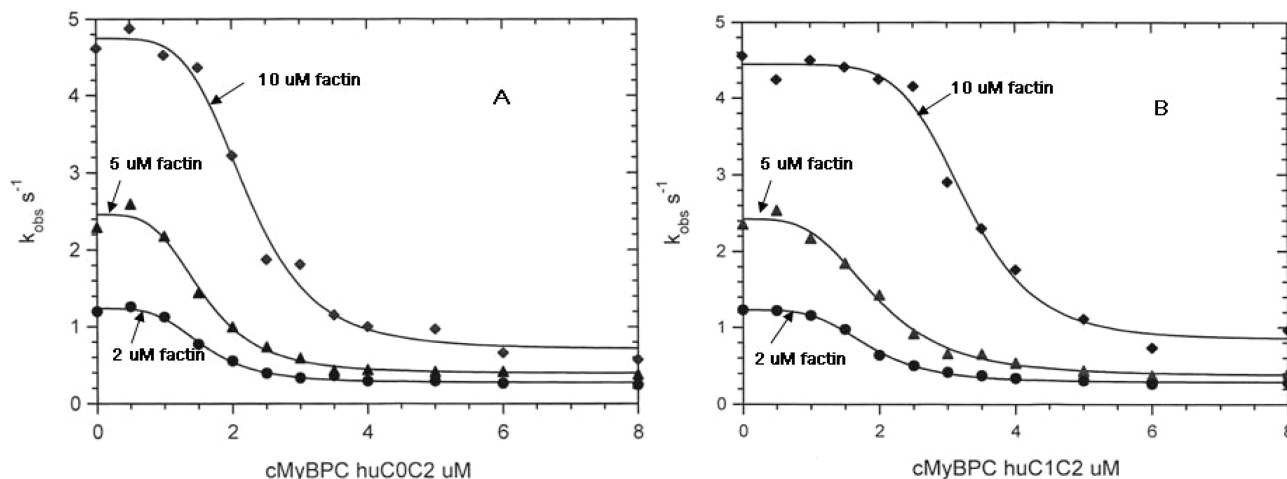 5
4
3
2
1
0
k_obs s^-1
10 uM factin
A
5 uM factin
2 uM factin
0 2 4 6 8
cMyBPC huC0C2 uM
5
4
3
2
1
0
k_obs s^-1
10 uM factin
B
5 uM factin
2 uM factin
0 2 4 6 8
cMyBPC huC1C2 uM